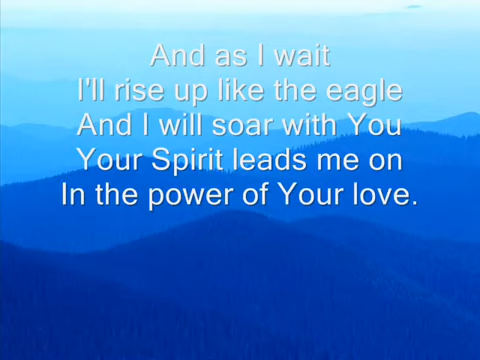 And as I wait
I'll rise up like the eagle
And I will soar with You
Your Spirit leads me on
In the power of Your love.